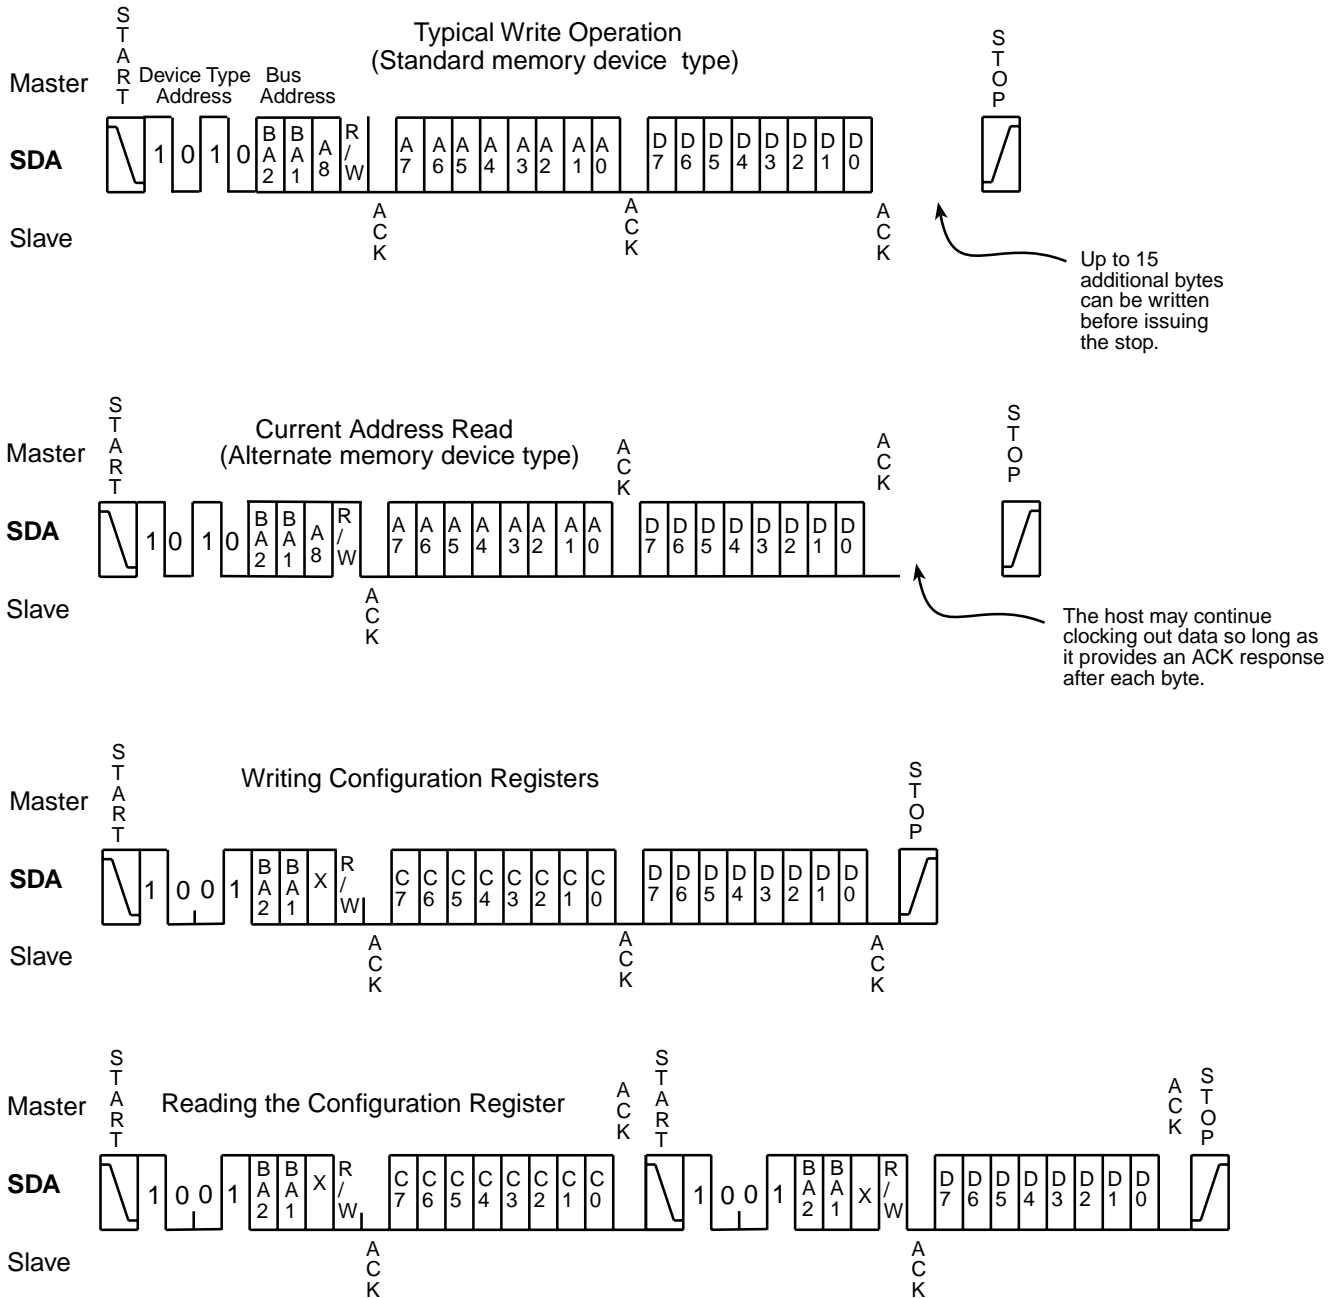 START
Typical Write Operation
(Standard memory device type)
STOP
Master
Device Type Address
Bus Address
SDA
1 0 1 0 BA2 BA1 A8 R/W A7 A6 A5 A4 A3 A2 A1 A0 D7 D6 D5 D4 D3 D2 D1 D0
ACK ACK ACK
Slave
Up to 15
additional bytes
can be written
before issuing
the stop.
START
Current Address Read
(Alternate memory device type)
ACK ACK STOP
Master
SDA
1 0 1 0 BA2 BA1 A8 R/W A7 A6 A5 A4 A3 A2 A1 A0 D7 D6 D5 D4 D3 D2 D1 D0
ACK
Slave
The host may continue
clocking out data so long as
it provides an ACK response
after each byte.
START
Writing Configuration Registers
STOP
Master
SDA
1 0 0 1 BA2 BA1 X R/W C7 C6 C5 C4 C3 C2 C1 C0 D7 D6 D5 D4 D3 D2 D1 D0
ACK ACK ACK
Slave
START
Reading the Configuration Register
ACK START ACK STOP
Master
SDA
1 0 0 1 BA2 BA1 X R/W C7 C6 C5 C4 C3 C2 C1 C0 1 0 0 1 BA2 BA1 X R/W D7 D6 D5 D4 D3 D2 D1 D0
ACK ACK
Slave